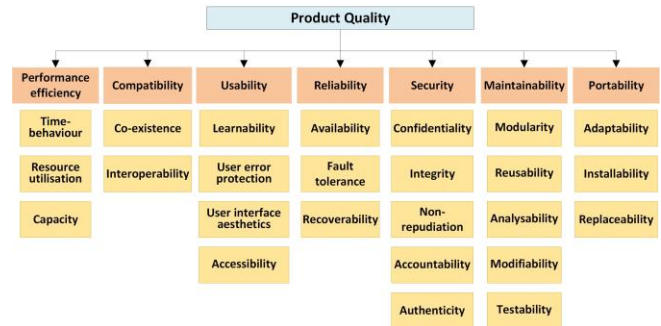 Product Quality
Performance
efficiency
Compatibility
Usability
Reliability
Security
Maintainability
Portability
Time-
behaviour
Co-existence
Learnability
Availability
Confidentiality
Modularity
Adaptability
Resource
utilisation
Interoperability
User error
protection
Fault
tolerance
Integrity
Reusability
Installability
Capacity
User interface
aesthetics
Recoverability
Non-
repudiation
Analysability
Replaceability
Accessibility
Accountability
Modifiability
Authenticity
Testability